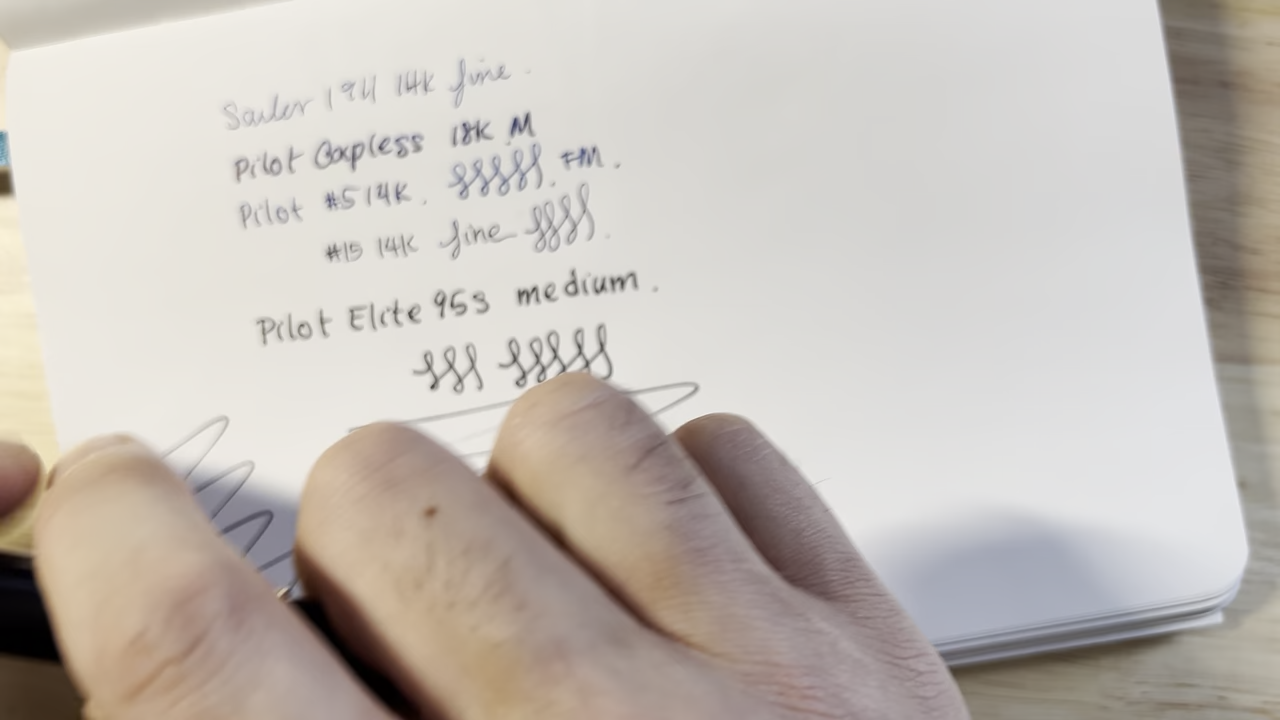 Sailor 1911 14K fine.
Pilot Capless 18K M
Pilot #5 14K. FM.
#15 14K fine
Pilot Elite 95s medium.